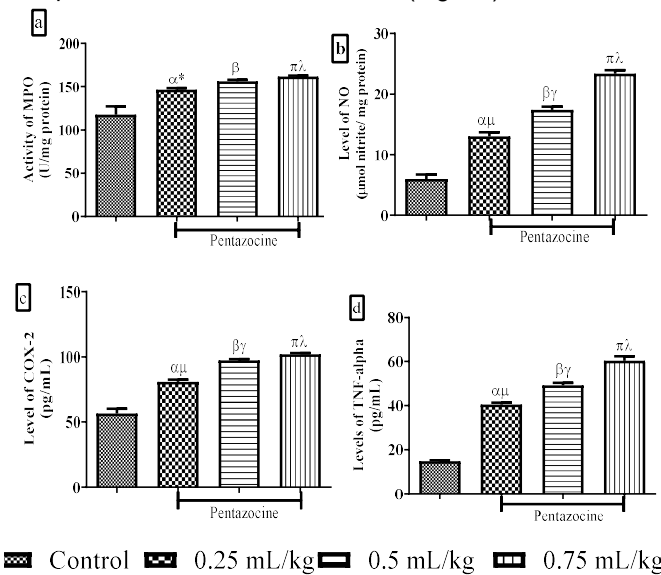 a
200
150
100
50
0
Activity of MPO
(U/mg protein)
α*
β
πλ
Pentazocine
b
30
20
10
0
Level of NO
(μmol nitrite/ mg protein)
αμ
βγ
πλ
Pentazocine
c
150
100
50
0
Level of COX-2
(pg/mL)
αμ
βγ
πλ
Pentazocine
d
80
60
40
20
0
Levels of TNF-alpha
(pg/mL)
αμ
βγ
πλ
Pentazocine
Control 0.25 mL/kg 0.5 mL/kg 0.75 mL/kg